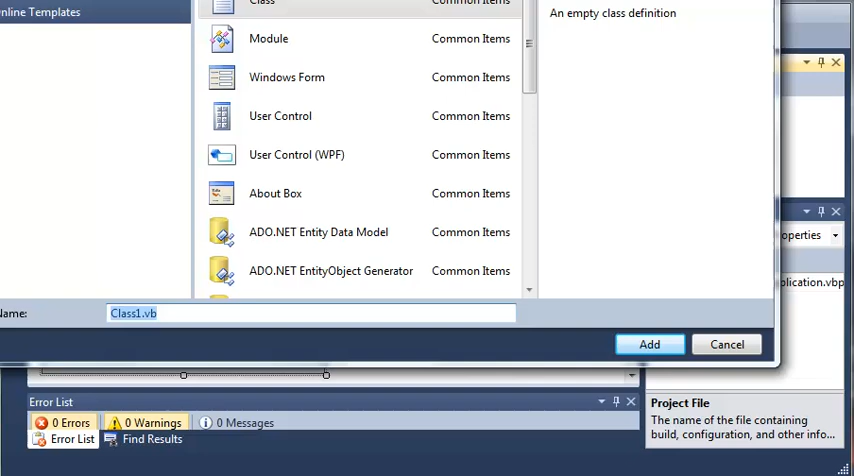 nline Templates
Class Common Items
An empty class definition
Module Common Items
Windows Form Common Items
User Control Common Items
User Control (WPF) Common Items
About Box Common Items
operties
ADO.NET Entity Data Model Common Items
ADO.NET EntityObject Generator Common Items
plication.vbp
ame: Class1.vb
Add Cancel
Error List
Project File
0 Errors 0 Warnings 0 Messages
The name of the file containing
build, configuration, and other info...
Error List Find Results